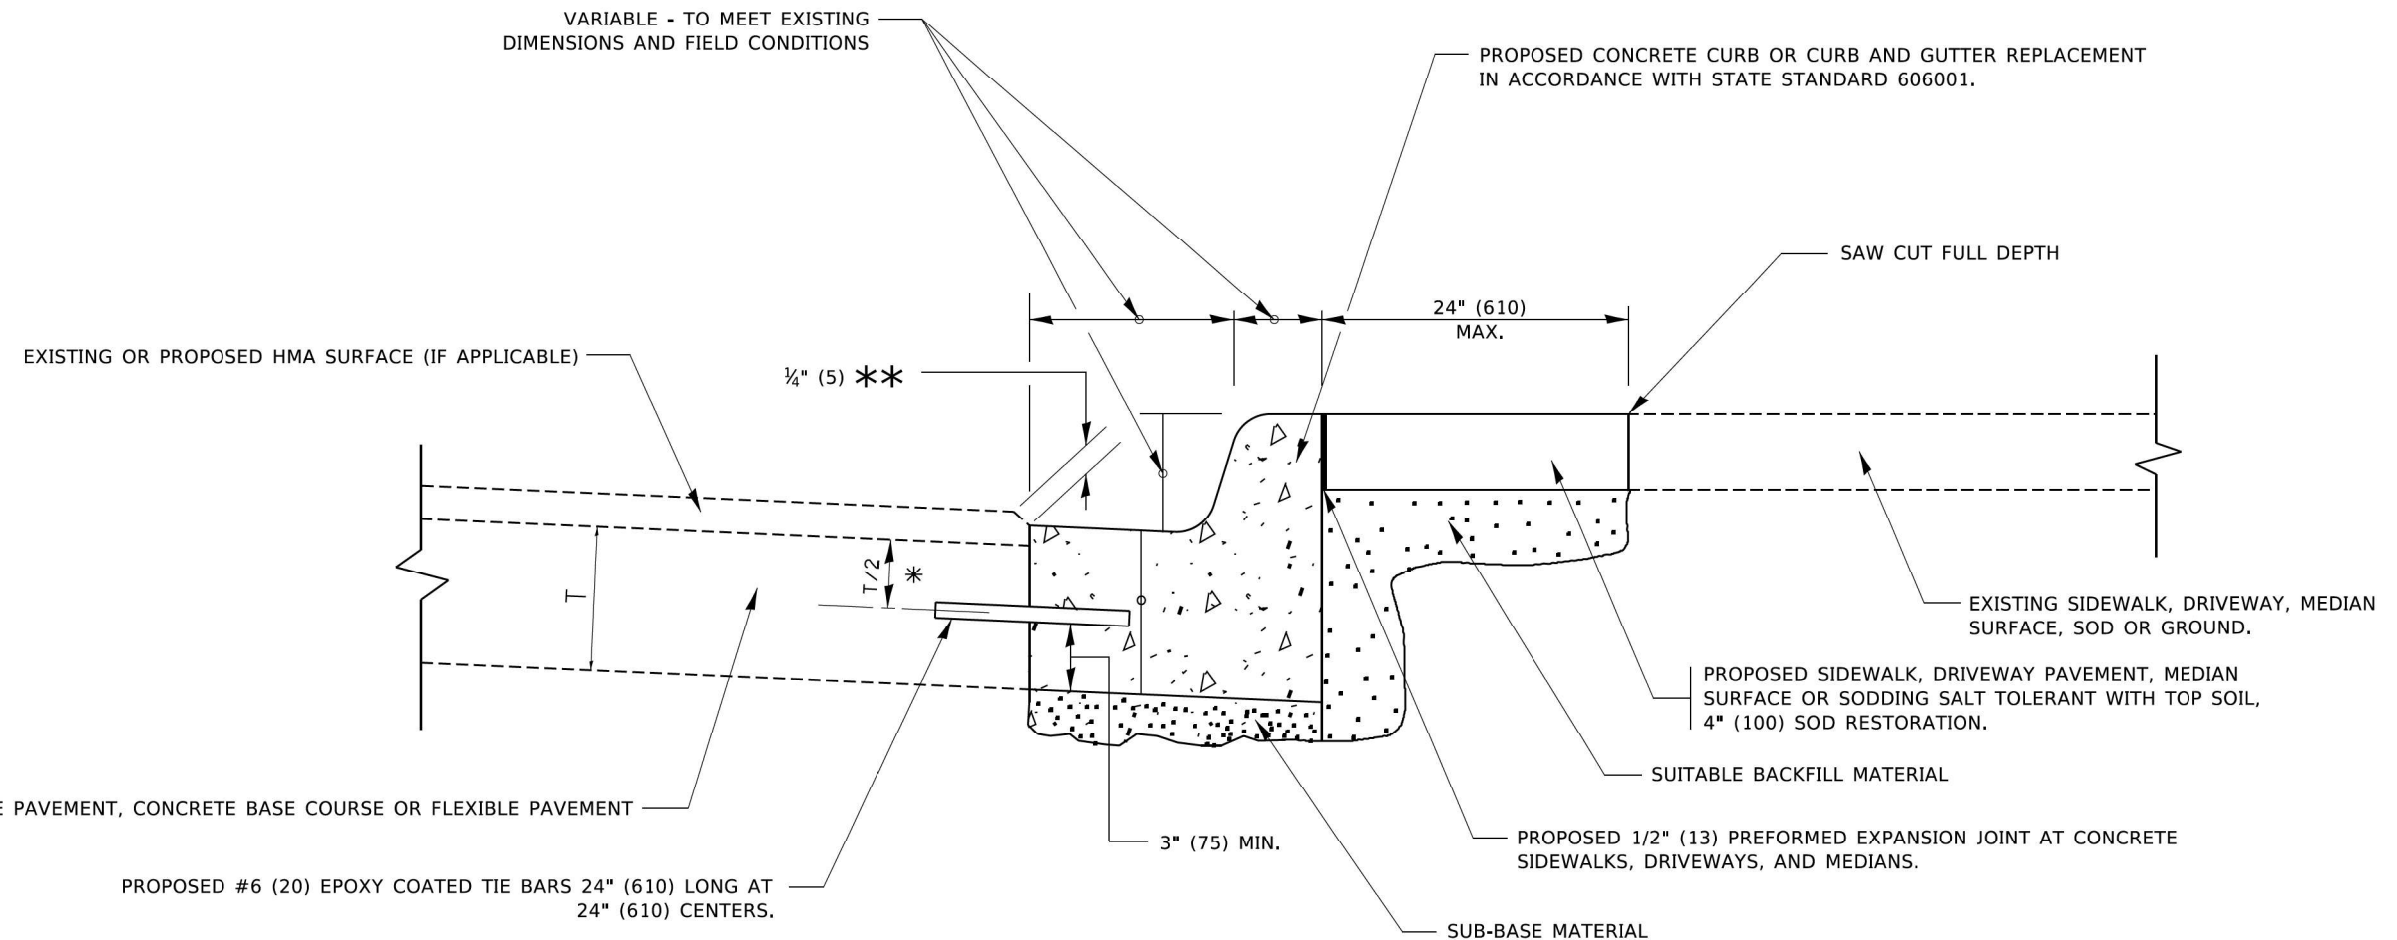 VARIABLE - TO MEET EXISTING
DIMENSIONS AND FIELD CONDITIONS
PROPOSED CONCRETE CURB OR CURB AND GUTTER REPLACEMENT
IN ACCORDANCE WITH STATE STANDARD 606001.
SAW CUT FULL DEPTH
24" (610)
MAX.
EXISTING OR PROPOSED HMA SURFACE (IF APPLICABLE)
¼" (5) **
T
T/2 *
EXISTING SIDEWALK, DRIVEWAY, MEDIAN
SURFACE, SOD OR GROUND.
PROPOSED SIDEWALK, DRIVEWAY PAVEMENT, MEDIAN
SURFACE OR SODDING SALT TOLERANT WITH TOP SOIL,
4" (100) SOD RESTORATION.
SUITABLE BACKFILL MATERIAL
PAVEMENT, CONCRETE BASE COURSE OR FLEXIBLE PAVEMENT
3" (75) MIN.
PROPOSED 1/2" (13) PREFORMED EXPANSION JOINT AT CONCRETE
SIDEWALKS, DRIVEWAYS, AND MEDIANS.
PROPOSED #6 (20) EPOXY COATED TIE BARS 24" (610) LONG AT
24" (610) CENTERS.
SUB-BASE MATERIAL